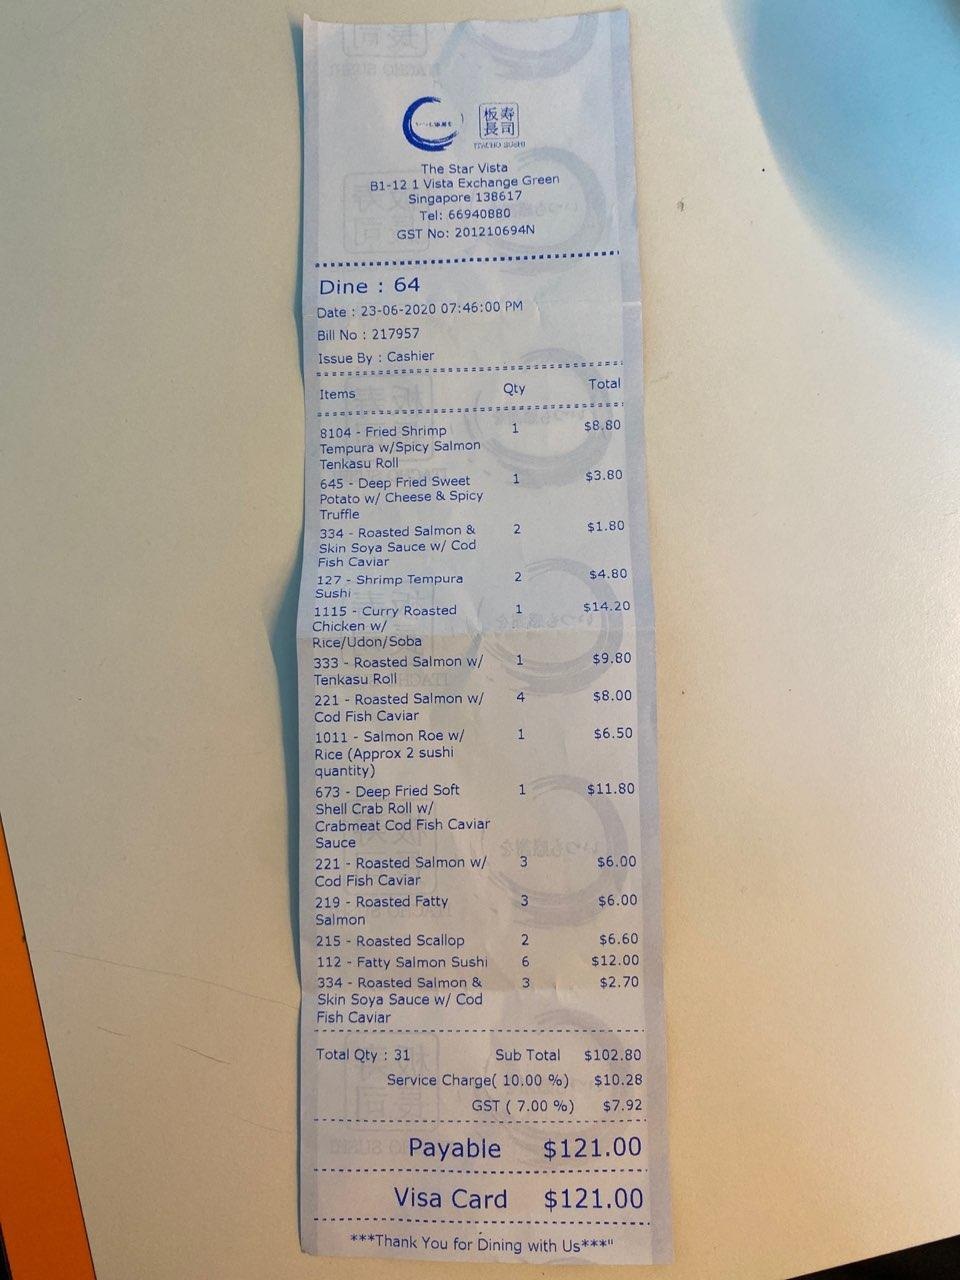 板寿
長司
ITACHO SUSHI
The Star Vista
B1-12 1 Vista Exchange Green
Singapore 138617
Tel: 66940880
GST No: 201210694N
Dine : 64
Date : 23-06-2020 07:46:00 PM
Bill No : 217957
Issue By : Cashier
Items Qty Total
8104 - Fried Shrimp 1 $8.80
Tempura w/Spicy Salmon
Tenkasu Roll
645 - Deep Fried Sweet 1 $3.80
Potato w/ Cheese & Spicy
Truffle
334 - Roasted Salmon & 2 $1.80
Skin Soya Sauce w/ Cod
Fish Caviar
127 - Shrimp Tempura 2 $4.80
Sushi
1115 - Curry Roasted 1 $14.20
Chicken w/
Rice/Udon/Soba
333 - Roasted Salmon w/ 1 $9.80
Tenkasu Roll
221 - Roasted Salmon w/ 4 $8.00
Cod Fish Caviar
1011 - Salmon Roe w/ 1 $6.50
Rice (Approx 2 sushi
quantity)
673 - Deep Fried Soft 1 $11.80
Shell Crab Roll w/
Crabmeat Cod Fish Caviar
Sauce
221 - Roasted Salmon w/ 3 $6.00
Cod Fish Caviar
219 - Roasted Fatty 3 $6.00
Salmon
215 - Roasted Scallop 2 $6.60
112 - Fatty Salmon Sushi 6 $12.00
334 - Roasted Salmon & 3 $2.70
Skin Soya Sauce w/ Cod
Fish Caviar
Total Qty : 31 Sub Total $102.80
Service Charge( 10.00 %) $10.28
GST ( 7.00 %) $7.92
Payable $121.00
Visa Card $121.00
***Thank You for Dining with Us***"